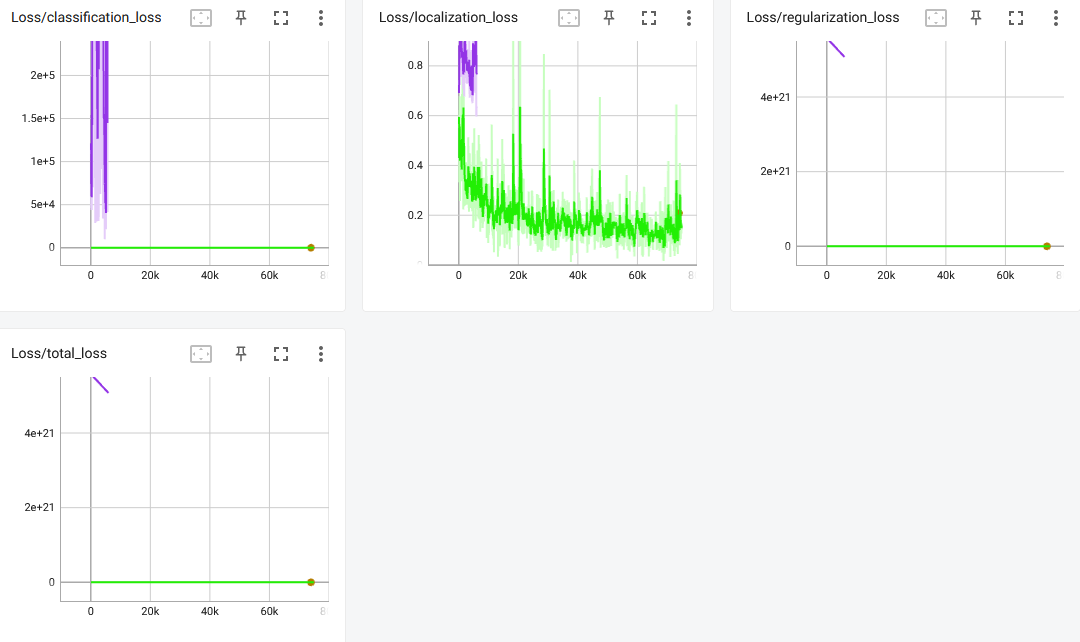 Loss/classification_loss
2e+5
1.5e+5
1e+5
5e+4
0
0 20k 40k 60k 8
Loss/localization_loss
0.8
0.6
0.4
0.2
0
0 20k 40k 60k 8
Loss/regularization_loss
4e+21
2e+21
0
0 20k 40k 60k 8
Loss/total_loss
4e+21
2e+21
0
0 20k 40k 60k 8